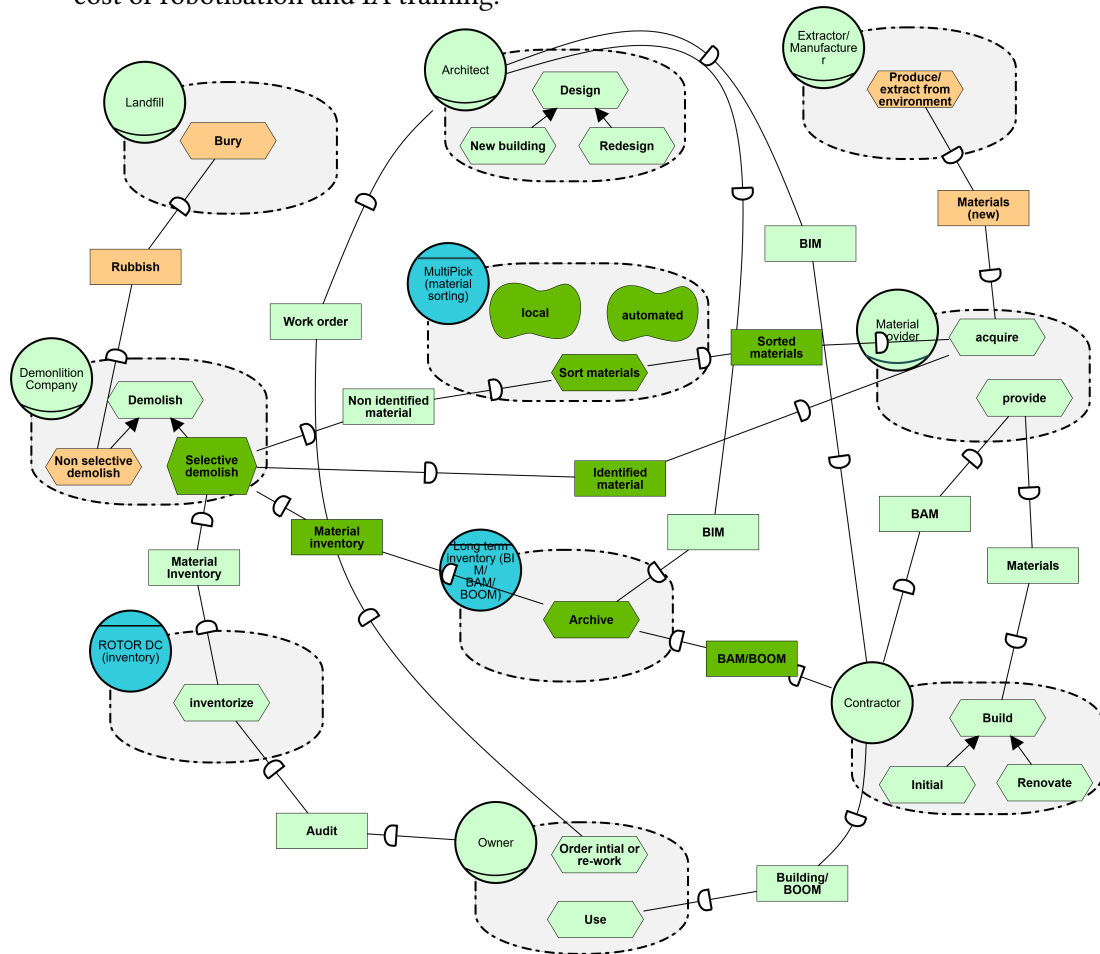 cost of robotisation and IA training.
Extractor/
Manufacture
r
Architect
Produce/
extract from
environment
Landfill
Design
Bury
New building
Redesign
Materials
(new)
BIM
Rubbish
MultiPick
(material
sorting)
local
automated
Work order
Material
acquire
Sorted
materials
Demonlition
Company
Sort materials
Demolish
Non identified
material
provide
Non selective
demolish
Selective
demolish
Identified
material
BAM
Material
inventory
BIM
Long term
inventory (BI
M/
BAM/
BOOM)
Material
Inventory
Materials
Archive
ROTOR DC
(inventory)
BAM/BOOM
inventorize
Contractor
Build
Initial
Renovate
Audit
Owner
Order intial or
re-work
Building/
BOOM
Use